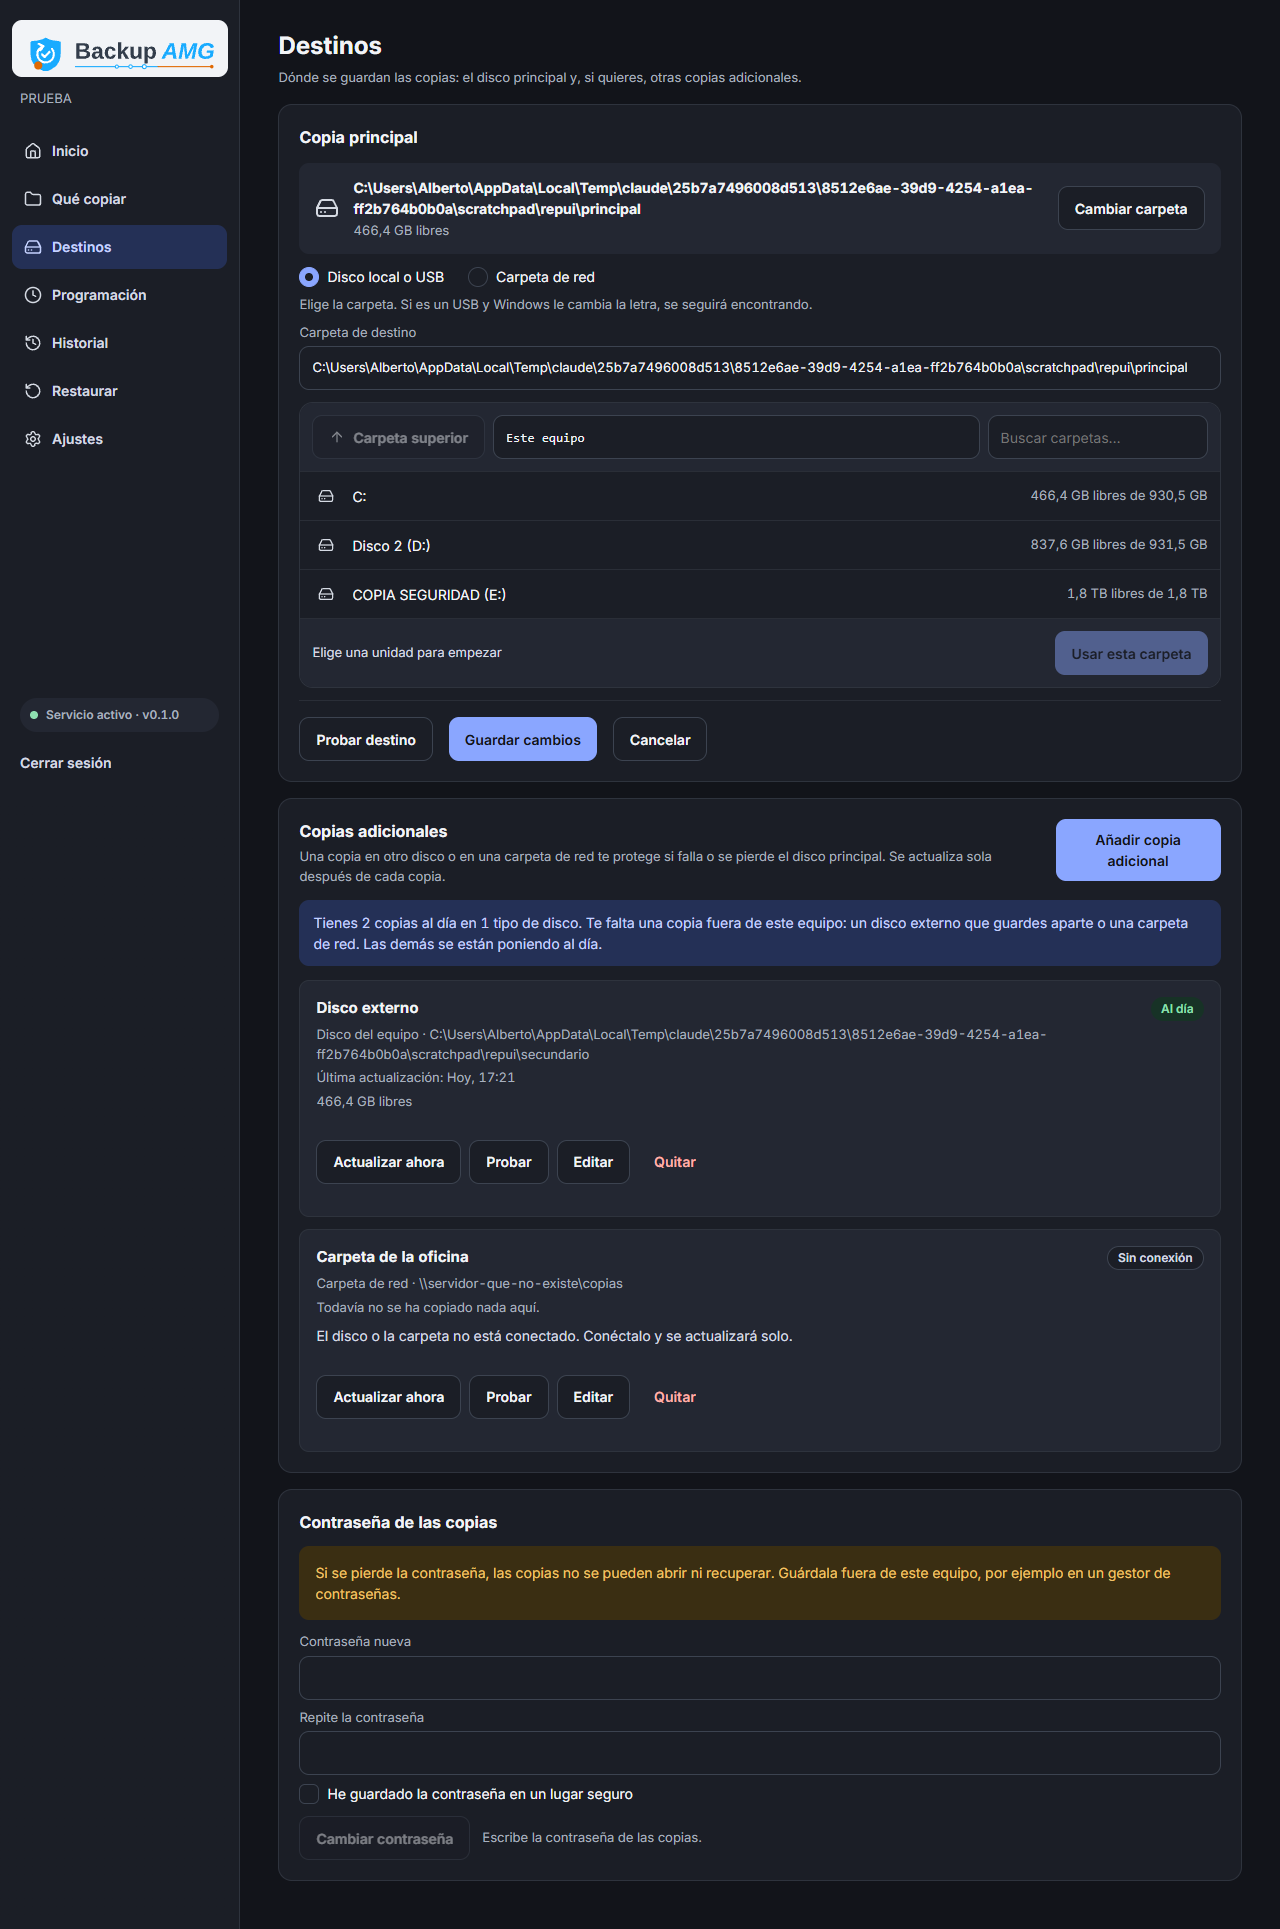 Backup AMG
PRUEBA
Inicio
Qué copiar
Destinos
Programación
Historial
Restaurar
Ajustes
Servicio activo · v0.1.0
Cerrar sesión
Destinos
Dónde se guardan las copias: el disco principal y, si quieres, otras copias adicionales.
Copia principal
C:\Users\Alberto\AppData\Local\Temp\claude\25b7a7496008d513\8512e6ae-39d9-4254-a1ea-
ff2b764b0b0a\scratchpad\repui\principal
466,4 GB libres
Cambiar carpeta
Disco local o USB
Carpeta de red
Elige la carpeta. Si es un USB y Windows le cambia la letra, se seguirá encontrando.
Carpeta de destino
C:\Users\Alberto\AppData\Local\Temp\claude\25b7a7496008d513\8512e6ae-39d9-4254-a1ea-ff2b764b0b0a\scratchpad\repui\principal
Carpeta superior
Este equipo
Buscar carpetas...
C:
466,4 GB libres de 930,5 GB
Disco 2 (D:)
837,6 GB libres de 931,5 GB
COPIA SEGURIDAD (E:)
1,8 TB libres de 1,8 TB
Elige una unidad para empezar
Usar esta carpeta
Probar destino
Guardar cambios
Cancelar
Copias adicionales
Una copia en otro disco o en una carpeta de red te protege si falla o se pierde el disco principal. Se actualiza sola
después de cada copia.
Añadir copia
adicional
Tienes 2 copias al día en 1 tipo de disco. Te falta una copia fuera de este equipo: un disco externo que guardes aparte o una carpeta
de red. Las demás se están poniendo al día.
Disco externo
Al día
Disco del equipo · C:\Users\Alberto\AppData\Local\Temp\claude\25b7a7496008d513\8512e6ae-39d9-4254-a1ea-
ff2b764b0b0a\scratchpad\repui\secundario
Última actualización: Hoy, 17:21
466,4 GB libres
Actualizar ahora
Probar
Editar
Quitar
Carpeta de la oficina
Sin conexión
Carpeta de red · \\servidor-que-no-existe\copias
Todavía no se ha copiado nada aquí.
El disco o la carpeta no está conectado. Conéctalo y se actualizará solo.
Actualizar ahora
Probar
Editar
Quitar
Contraseña de las copias
Si se pierde la contraseña, las copias no se pueden abrir ni recuperar. Guárdala fuera de este equipo, por ejemplo en un gestor de
contraseñas.
Contraseña nueva
Repite la contraseña
He guardado la contraseña en un lugar seguro
Cambiar contraseña
Escribe la contraseña de las copias.